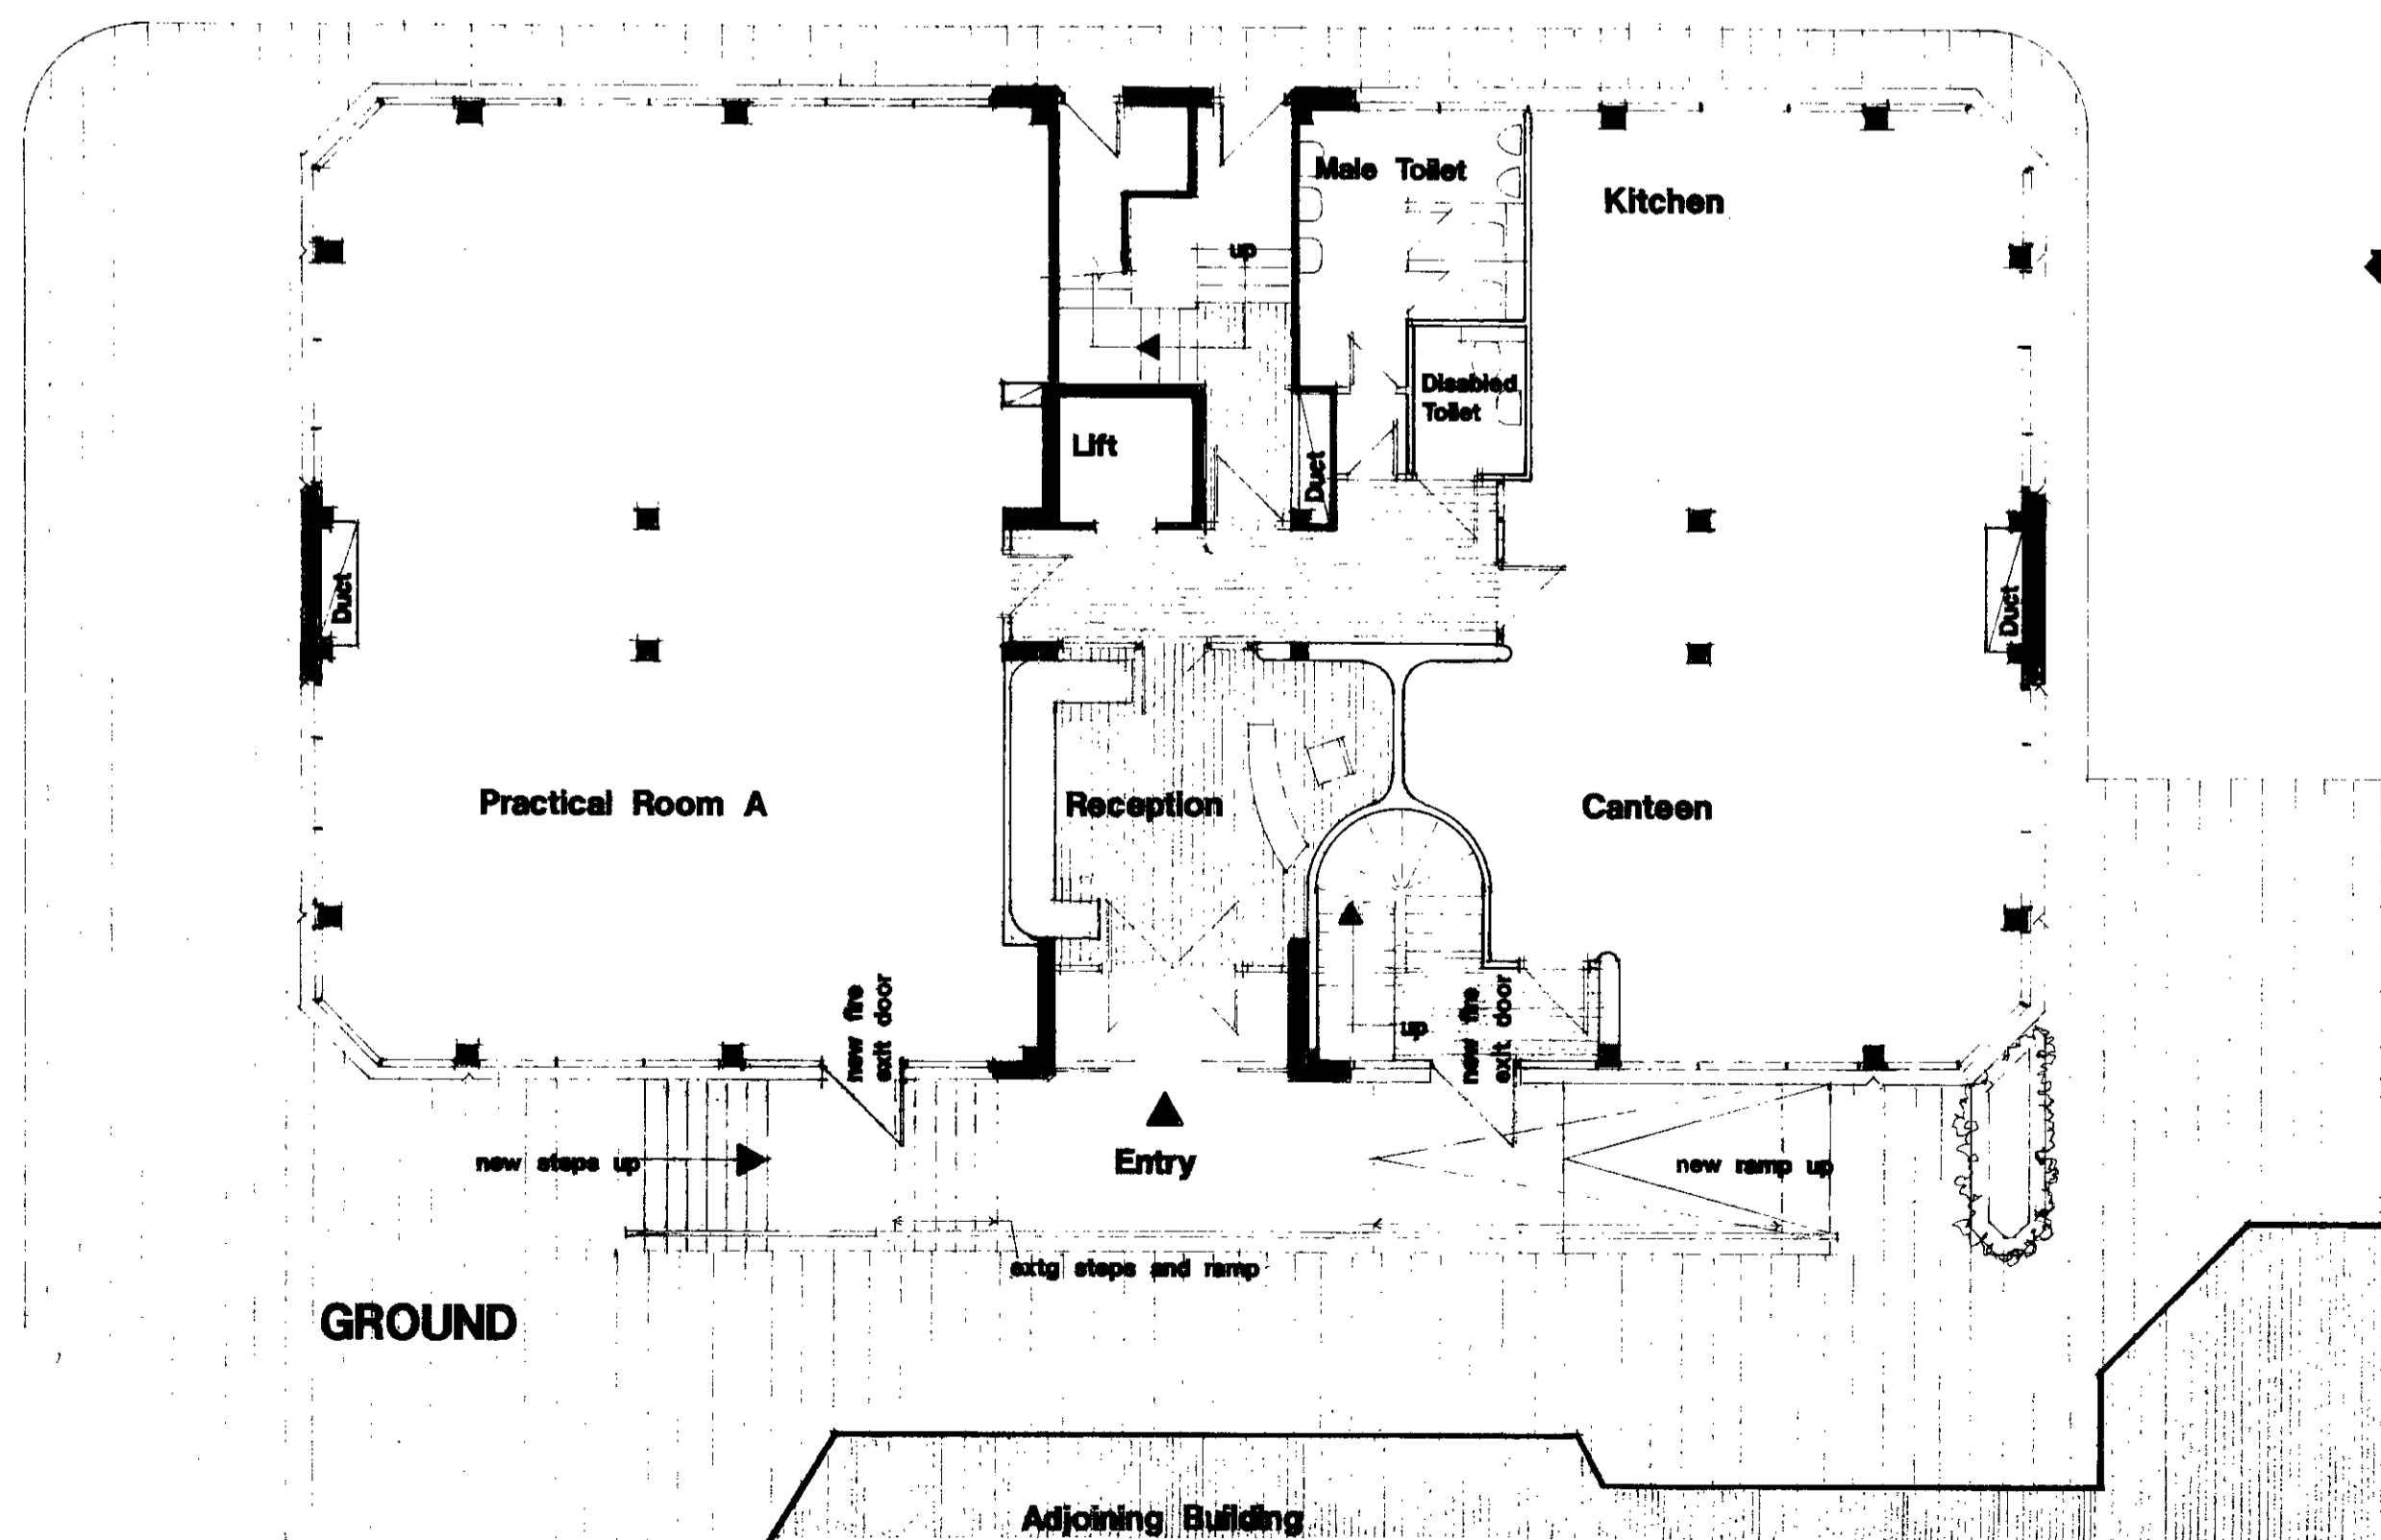 Male Toilet
Kitchen
up
Disabled
Toilet
Lift
Duct
Duct
Duct
Practical Room A
Reception
Canteen
new fire
exit door
up
new fire
exit door
new steps up
Entry
new ramp up
extg steps and ramp
GROUND
Adjoining Building